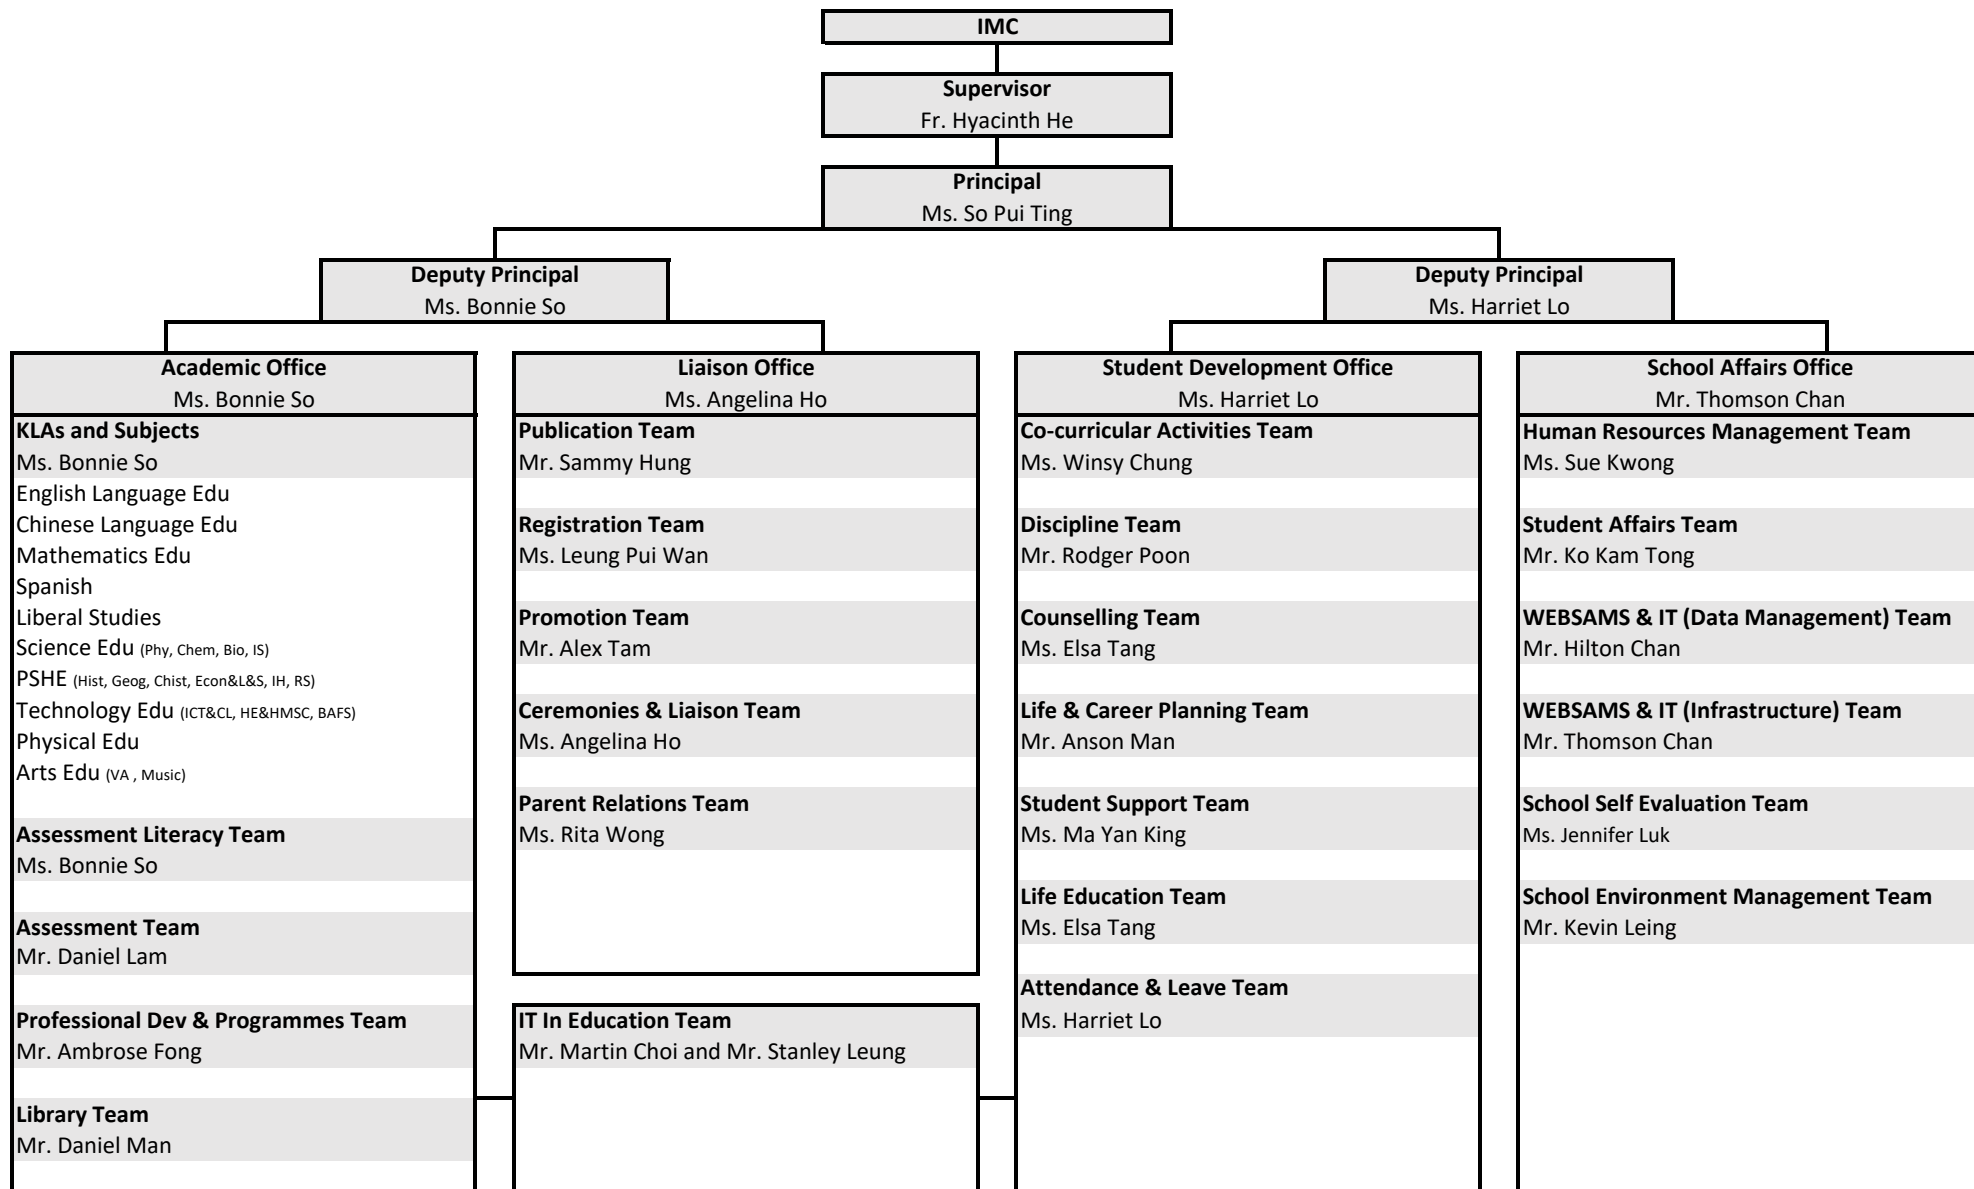 IMC
Supervisor
Fr. Hyacinth He
Principal
Ms. So Pui Ting
Deputy Principal
Ms. Bonnie So
Deputy Principal
Ms. Harriet Lo
Academic Office
Ms. Bonnie So
KLAs and Subjects
Ms. Bonnie So
English Language Edu
Chinese Language Edu
Mathematics Edu
Spanish
Liberal Studies
Science Edu (Phy, Chem, Bio, IS)
PSHE (Hist, Geog, Chist, Econ&L&S, IH, RS)
Technology Edu (ICT&CL, HE&HMSC, BAFS)
Physical Edu
Arts Edu (VA , Music)
Assessment Literacy Team
Ms. Bonnie So
Assessment Team
Mr. Daniel Lam
Professional Dev & Programmes Team
Mr. Ambrose Fong
Library Team
Mr. Daniel Man
Liaison Office
Ms. Angelina Ho
Publication Team
Mr. Sammy Hung
Registration Team
Ms. Leung Pui Wan
Promotion Team
Mr. Alex Tam
Ceremonies & Liaison Team
Ms. Angelina Ho
Parent Relations Team
Ms. Rita Wong
IT In Education Team
Mr. Martin Choi and Mr. Stanley Leung
Student Development Office
Ms. Harriet Lo
Co-curricular Activities Team
Ms. Winsy Chung
Discipline Team
Mr. Rodger Poon
Counselling Team
Ms. Elsa Tang
Life & Career Planning Team
Mr. Anson Man
Student Support Team
Ms. Ma Yan King
Life Education Team
Ms. Elsa Tang
Attendance & Leave Team
Ms. Harriet Lo
School Affairs Office
Mr. Thomson Chan
Human Resources Management Team
Ms. Sue Kwong
Student Affairs Team
Mr. Ko Kam Tong
WEBSAMS & IT (Data Management) Team
Mr. Hilton Chan
WEBSAMS & IT (Infrastructure) Team
Mr. Thomson Chan
School Self Evaluation Team
Ms. Jennifer Luk
School Environment Management Team
Mr. Kevin Leing